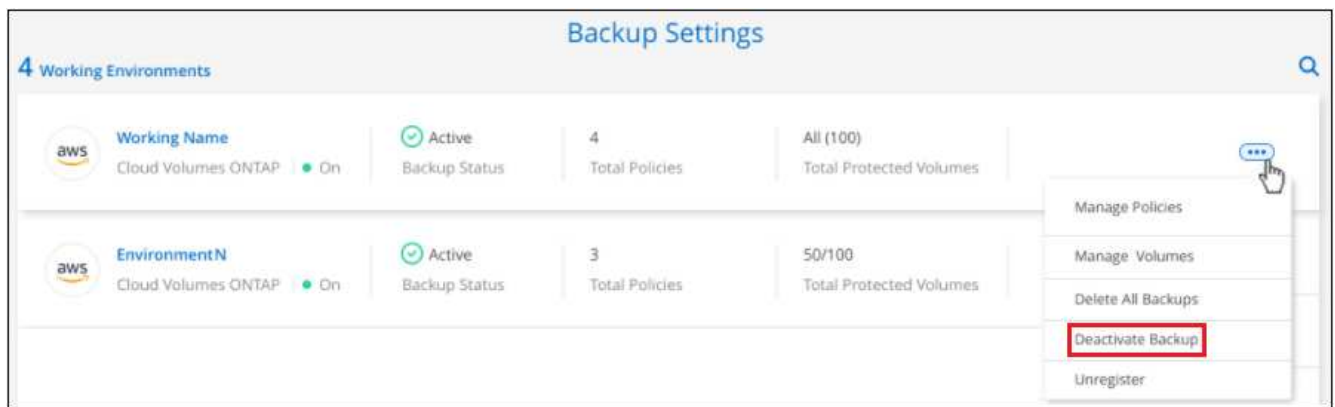 Backup Settings
4 Working Environments
aws
Working Name
Cloud Volumes ONTAP
On
Active
Backup Status
4
Total Policies
All (100)
Total Protected Volumes
Manage Policies
Manage Volumes
Delete All Backups
Deactivate Backup
Unregister
aws
EnvironmentN
Cloud Volumes ONTAP
On
Active
Backup Status
3
Total Policies
50/100
Total Protected Volumes